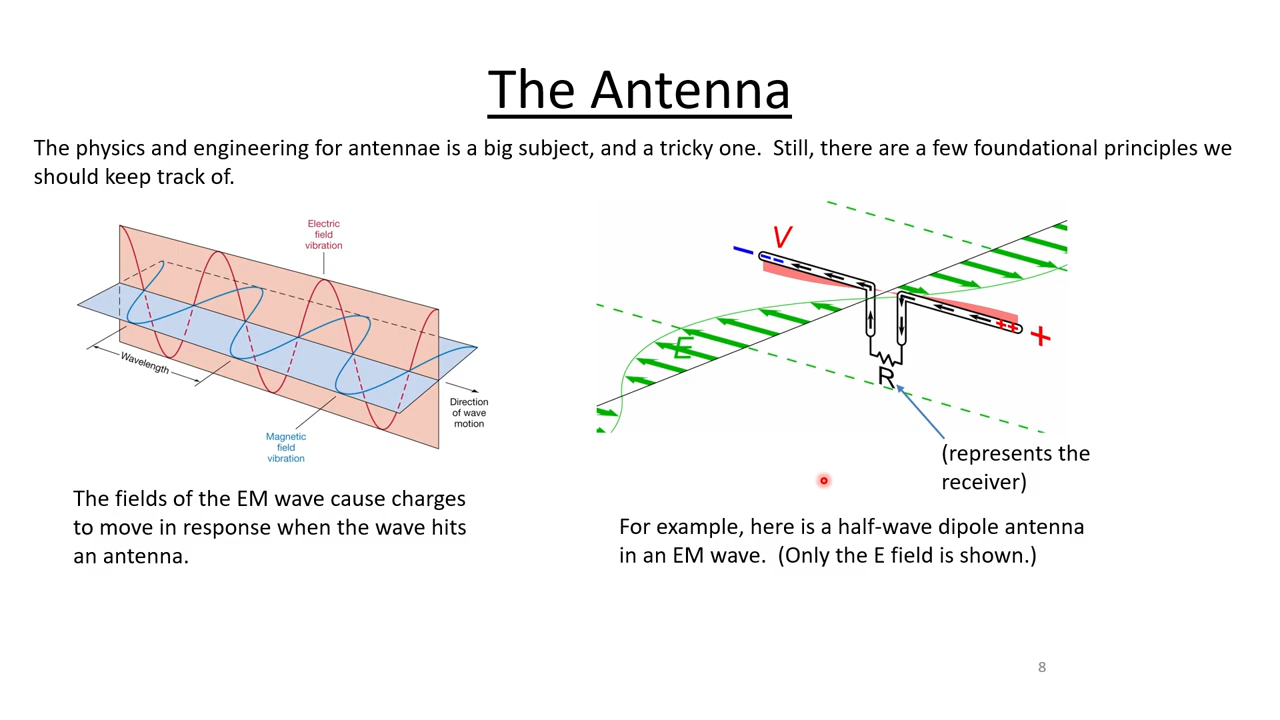 The Antenna
The physics and engineering for antennae is a big subject, and a tricky one.  Still, there are a few foundational principles we
should keep track of.
Electric
field
vibration
Wavelength
Direction
of wave
motion
Magnetic
field
vibration
The fields of the EM wave cause charges
to move in response when the wave hits
an antenna.
V
E
R
+
(represents the
receiver)
For example, here is a half-wave dipole antenna
in an EM wave.  (Only the E field is shown.)
8